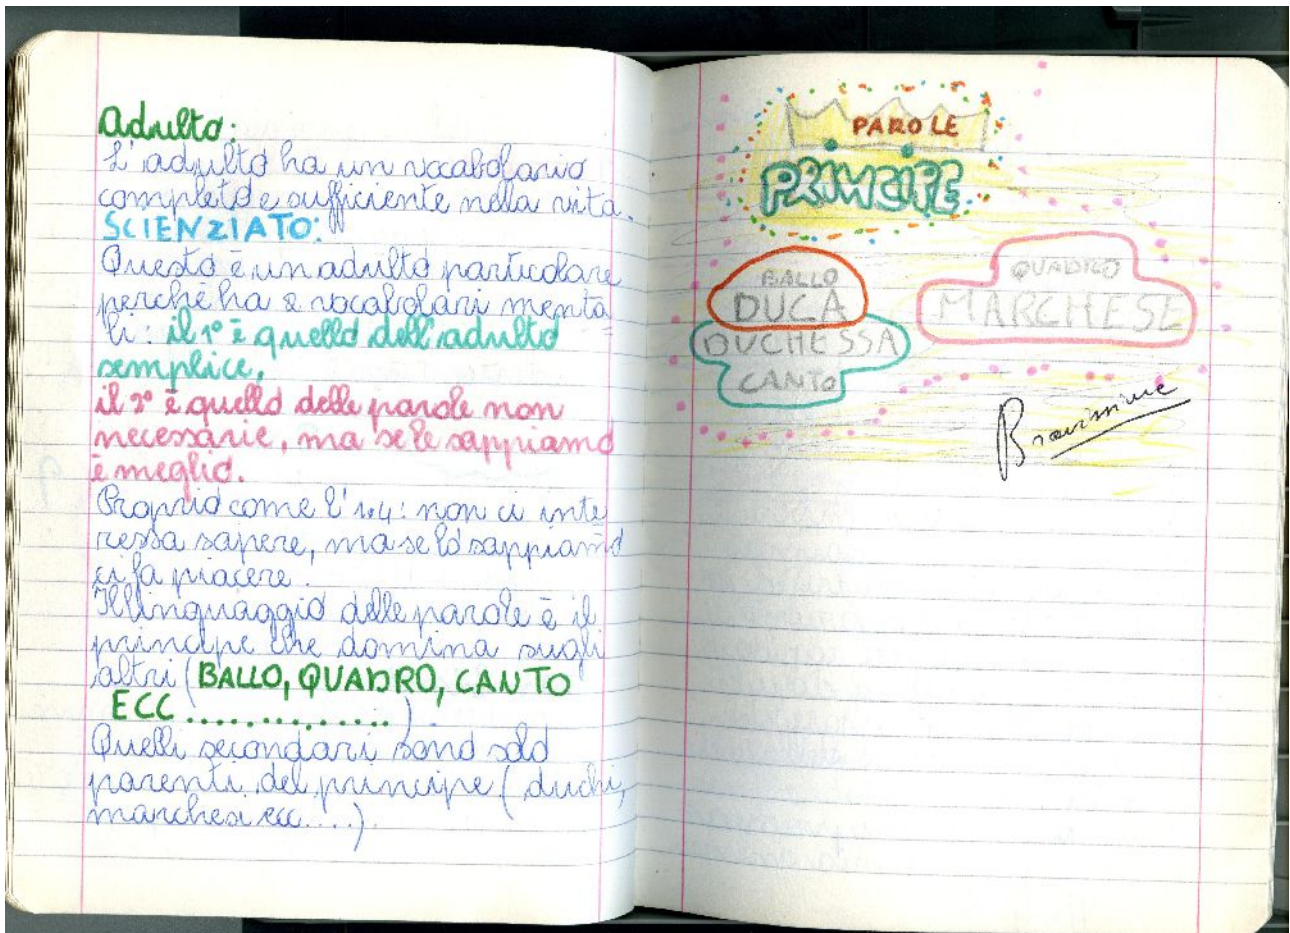 Adulto:
L'adulto ha un vocabolario
completo e sufficiente nella vita.
SCIENZIATO:
Questo è un adulto particolare
perché ha 2 vocabolari menta
li: il 1° è quello dell'adulto
semplice,
il 2° è quello delle parole non
necessarie, ma se le sappiamo
è meglio.
Proprio come l' 1,4: non ci inte
ressa sapere, ma se lo sappiamo
ci fa piacere.
Il linguaggio delle parole è il
principe che domina sugli
altri (BALLO, QUADRO, CANTO
ECC ..............)
Quelli secondari sono solo
parenti del principe (duchi,
marchesi ecc....).
PAROLE
PRINCIPE
BALLO
DUCA
DUCHESSA
CANTO
QUADRO
MARCHESE
Bravissime